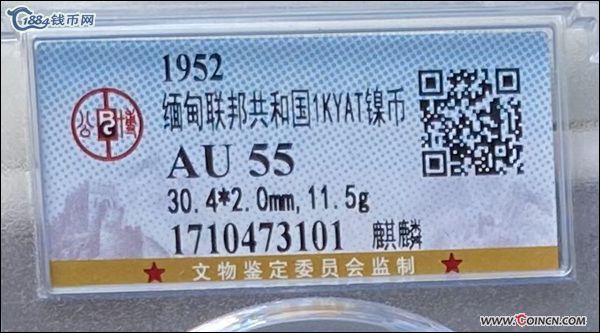 1884钱币网
1952
缅甸联邦共和国1KYAT镍币
公博
AU 55
30.4*2.0mm,11.5g
1710473101 麒麟
★文物鉴定委员会监制★
WWW.COINCN.COM